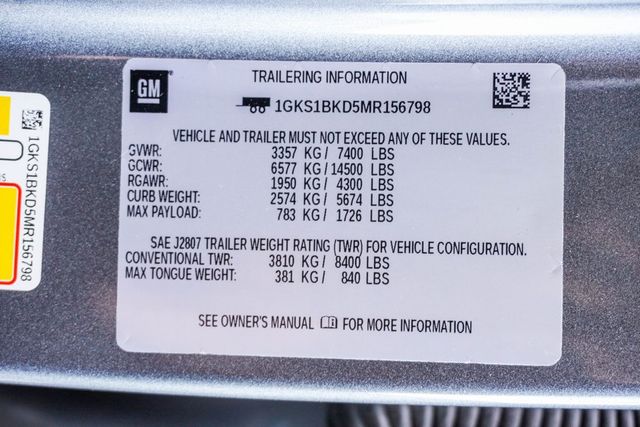 GM
TRAILERING INFORMATION
1GKS1BKD5MR156798
VEHICLE AND TRAILER MUST NOT EXCEED ANY OF THESE VALUES.
GVWR: 3357 KG / 7400 LBS
GCWR: 6577 KG /14500 LBS
RGAWR: 1950 KG / 4300 LBS
CURB WEIGHT: 2574 KG / 5674 LBS
MAX PAYLOAD: 783 KG / 1726 LBS
SAE J2807 TRAILER WEIGHT RATING (TWR) FOR VEHICLE CONFIGURATION.
CONVENTIONAL TWR: 3810 KG / 8400 LBS
MAX TONGUE WEIGHT: 381 KG / 840 LBS
SEE OWNER'S MANUAL FOR MORE INFORMATION
1GKS1BKD5MR156798